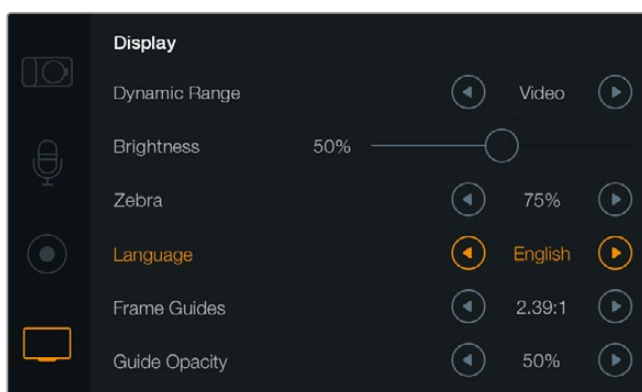 Display
Dynamic Range Video
Brightness 50%
Zebra 75%
Language English
Frame Guides 2.39:1
Guide Opacity 50%